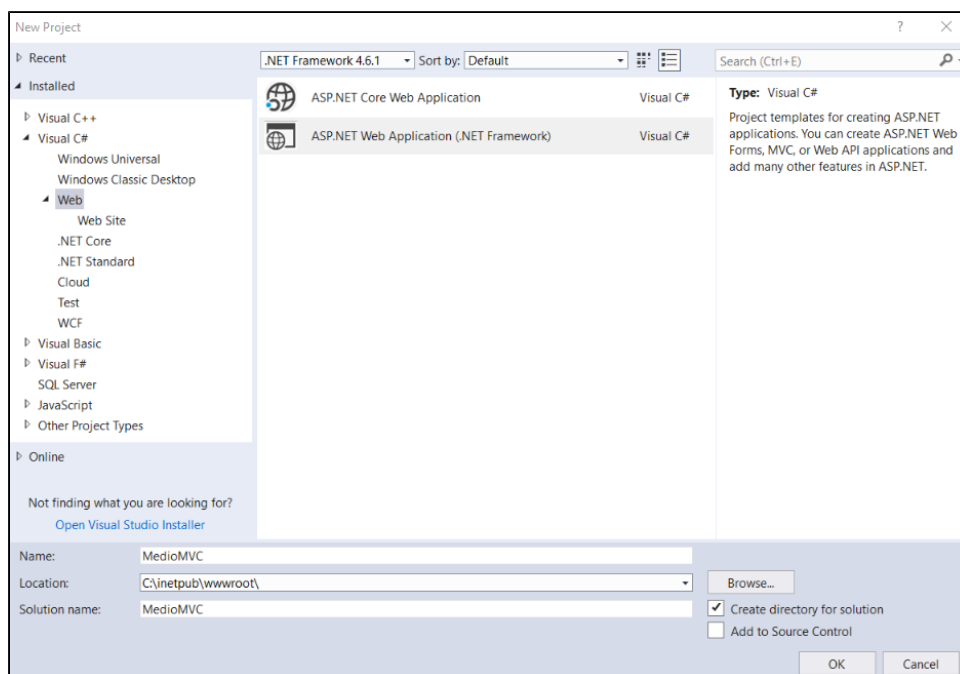 New Project
?
Recent
.NET Framework 4.6.1
Sort by: Default
Search (Ctrl+E)
Installed
Visual C++
Visual C#
Windows Universal
Windows Classic Desktop
Web
Web Site
.NET Core
.NET Standard
Cloud
Test
WCF
Visual Basic
Visual F#
SQL Server
JavaScript
Other Project Types
Online
Not finding what you are looking for?
Open Visual Studio Installer
ASP.NET Core Web Application Visual C#
ASP.NET Web Application (.NET Framework) Visual C#
Type: Visual C#
Project templates for creating ASP.NET
applications. You can create ASP.NET Web
Forms, MVC, or Web API applications and
add many other features in ASP.NET.
Name: MedioMVC
Location: C:\inetpub\wwwroot\
Browse...
Solution name: MedioMVC
Create directory for solution
Add to Source Control
OK Cancel